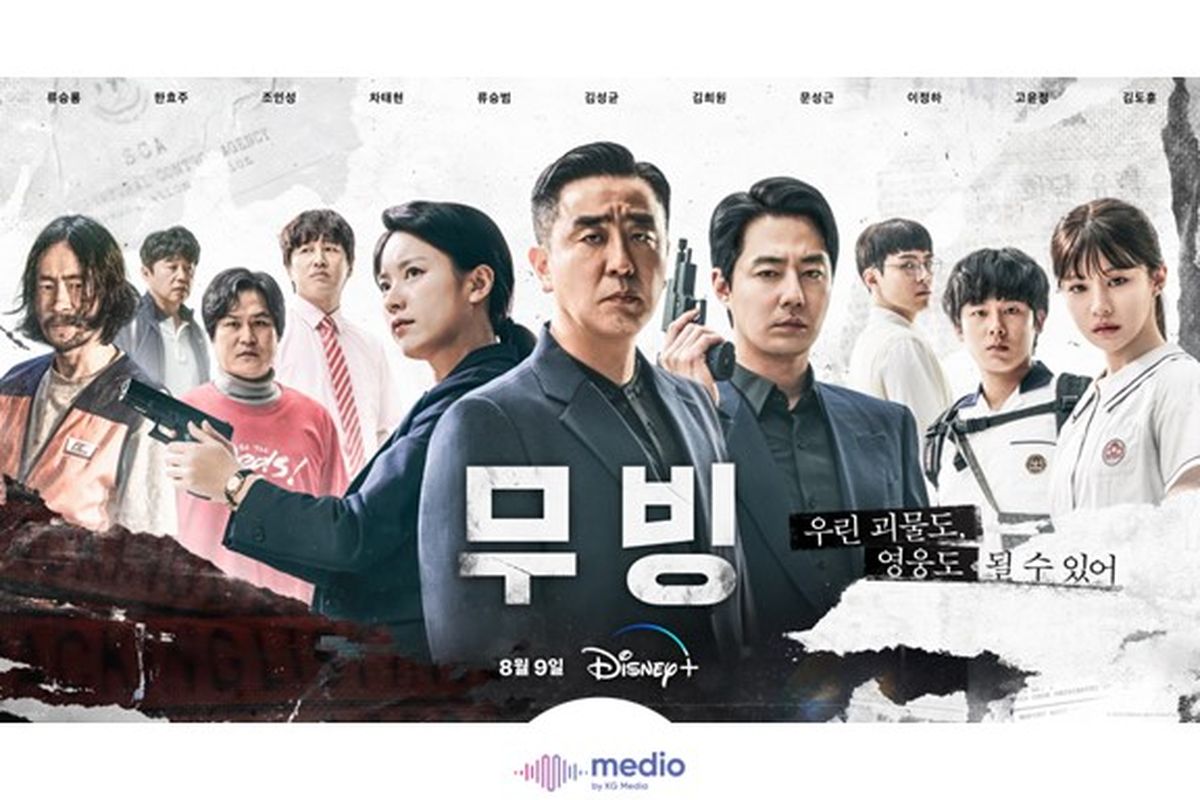 류승룡 한효주 조인성 차태현 류승범 김성균 김희원 문성근 이정하 고윤정 김도훈
무빙
우린 괴물도,
영웅도 될 수 있어
8월 9일 Disney+
medio
by KG Media